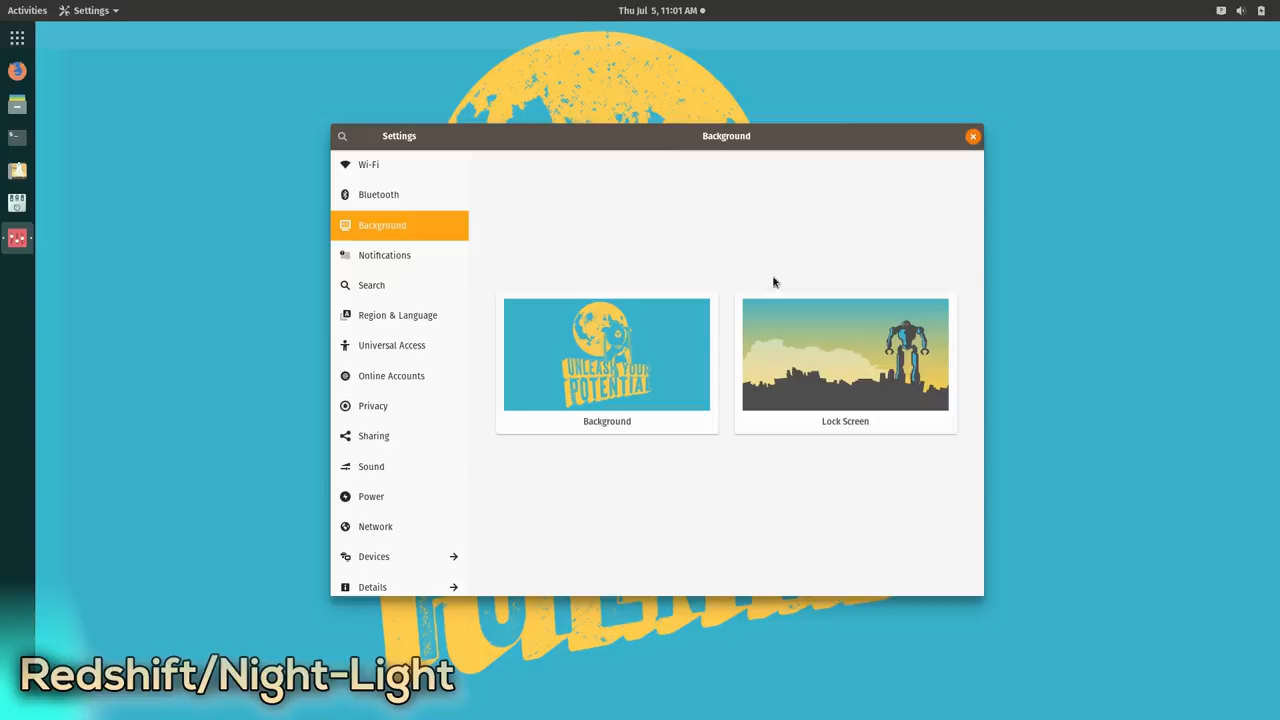 Activities
Settings
Thu Jul 5, 11:01 AM
Settings
Background
Wi-Fi
Bluetooth
Background
Notifications
Search
Region & Language
Universal Access
Online Accounts
Privacy
Sharing
Sound
Power
Network
Devices
Details
UNLEASH YOUR
POTENTIAL
Background
Lock Screen
POTENTIAL
Redshift/Night-Light